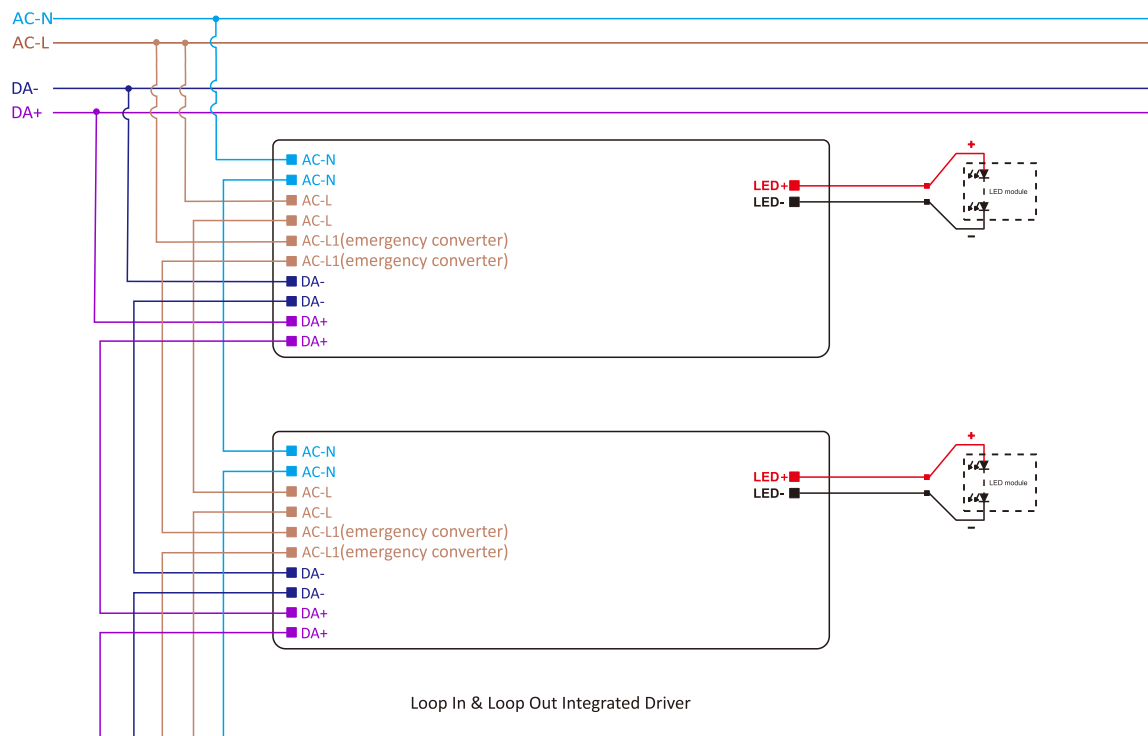 AC-N
AC-L
DA-
DA+
AC-N
AC-N
AC-L
AC-L
AC-L1(emergency converter)
AC-L1(emergency converter)
DA-
DA-
DA+
DA+
LED+
LED-
+
LED module
-
AC-N
AC-N
AC-L
AC-L
AC-L1(emergency converter)
AC-L1(emergency converter)
DA-
DA-
DA+
DA+
LED+
LED-
+
LED module
-
Loop In & Loop Out Integrated Driver